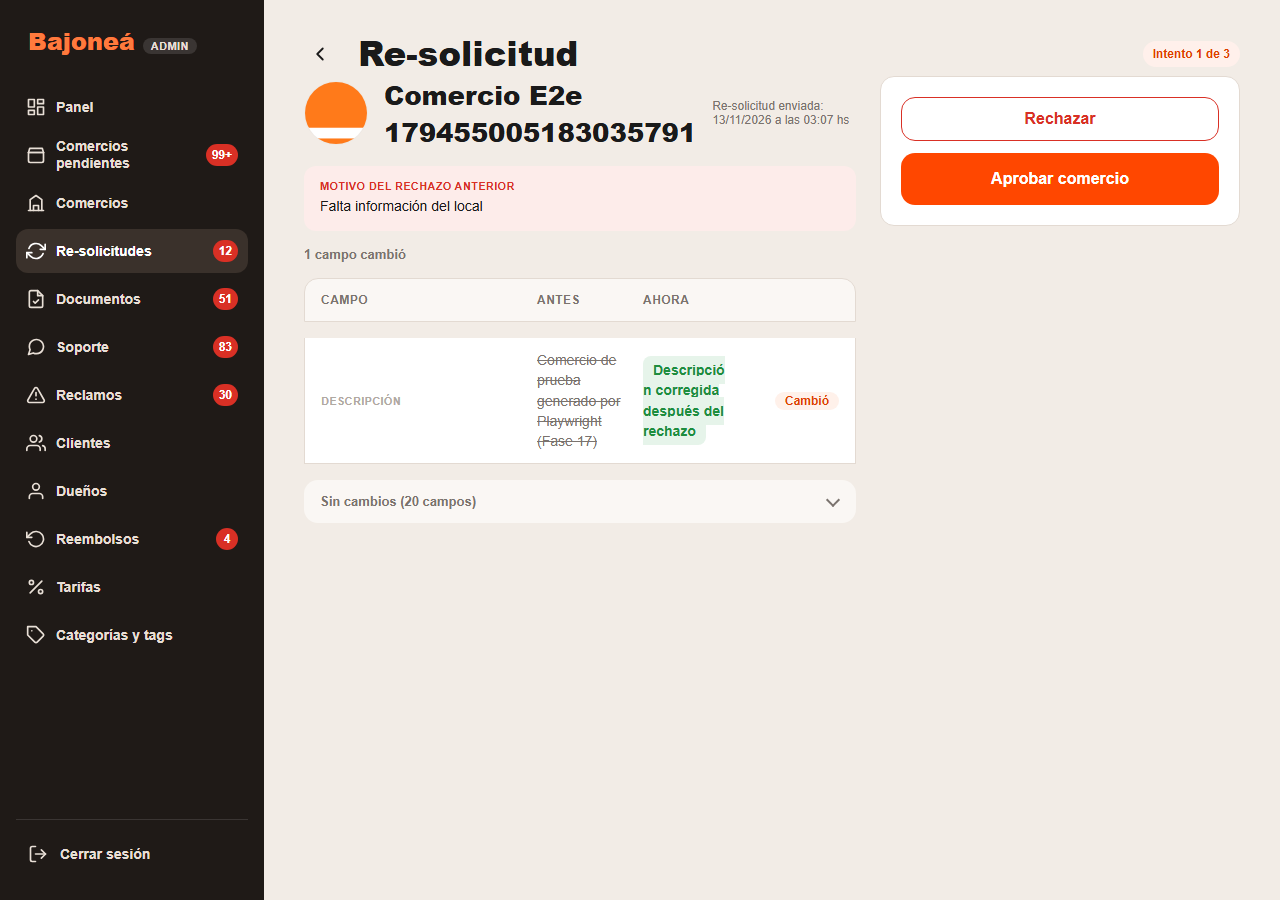 Bajoneá ADMIN
Panel
Comercios
pendientes
99+
Comercios
Re-solicitudes 12
Documentos 51
Soporte 83
Reclamos 30
Clientes
Dueños
Reembolsos 4
Tarifas
Categorías y tags
Cerrar sesión
Re-solicitud
Intento 1 de 3
Comercio E2e
179455005183035791
Re-solicitud enviada:
13/11/2026 a las 03:07 hs
Rechazar
Aprobar comercio
MOTIVO DEL RECHAZO ANTERIOR
Falta información del local
1 campo cambió
CAMPO ANTES AHORA
DESCRIPCIÓN
Comercio de
prueba
generado por
Playwright
(Fase 17)
Descripció
n corregida
después del
rechazo
Cambió
Sin cambios (20 campos)